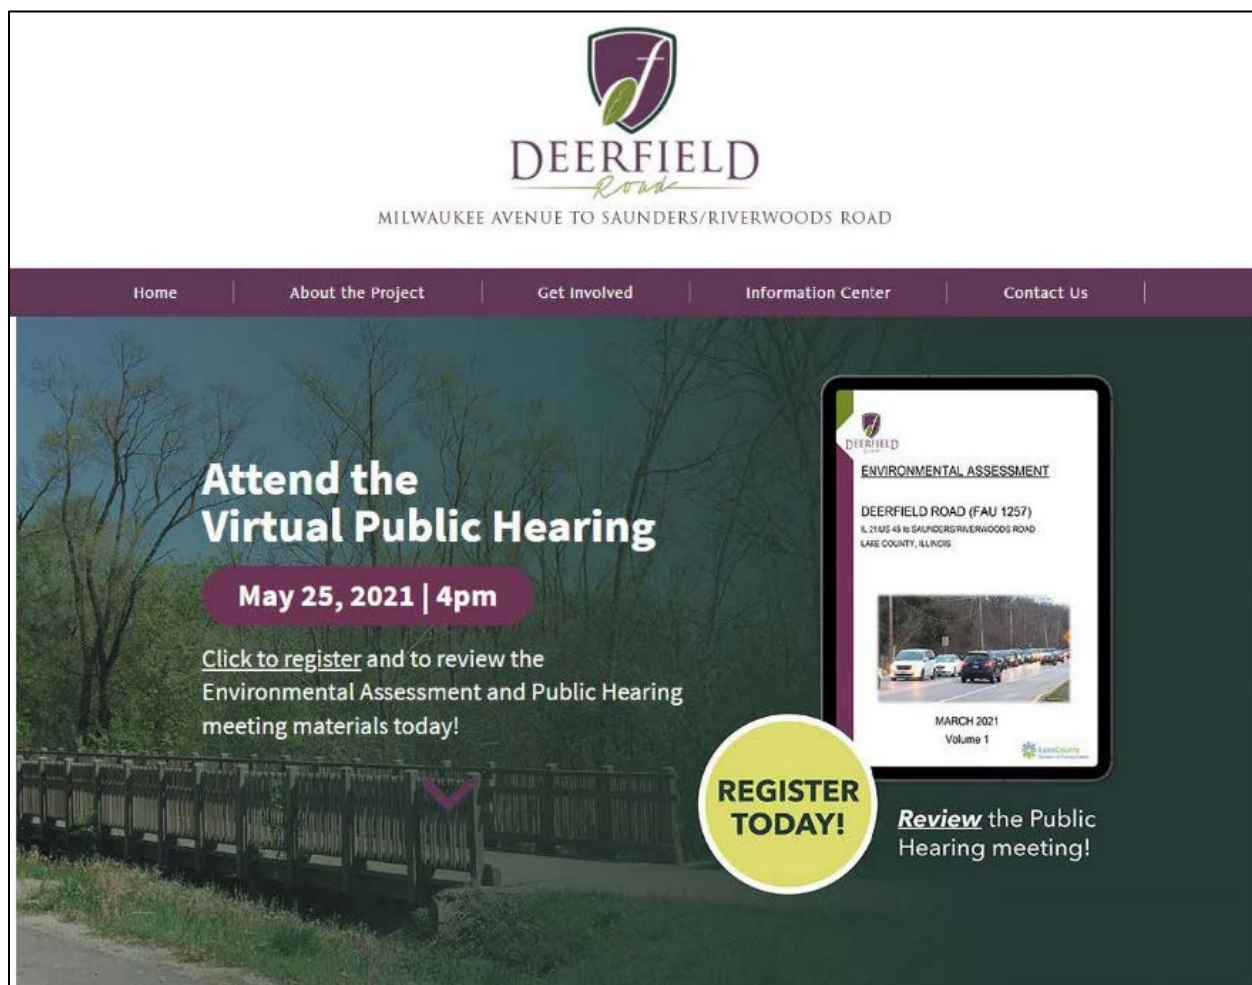 DEERFIELD
Road
MILWAUKEE AVENUE TO SAUNDERS/RIVERWOODS ROAD
Home
About the Project
Get Involved
Information Center
Contact Us
Attend the
Virtual Public Hearing
May 25, 2021 | 4pm
Click to register and to review the
Environmental Assessment and Public Hearing
meeting materials today!
DEERFIELD
ENVIRONMENTAL ASSESSMENT
DEERFIELD ROAD (FAU 1257)
IL 21/US 45 to SAUNDERS/RIVERWOODS ROAD
LAKE COUNTY, ILLINOIS
MARCH 2021
Volume 1
LakeCounty
REGISTER
TODAY!
Review the Public
Hearing meeting!